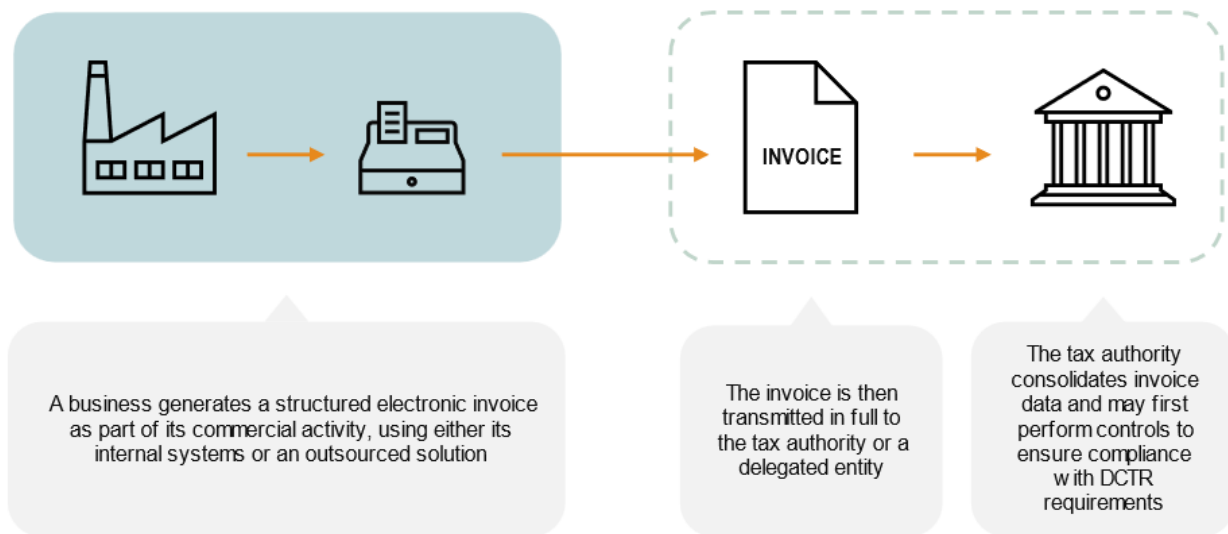 INVOICE
A business generates a structured electronic invoice
as part of its commercial activity, using either its
internal systems or an outsourced solution
The invoice is then
transmitted in full to
the tax authority or a
delegated entity
The tax authority
consolidates invoice
data and may first
perform controls to
ensure compliance
with DCTR
requirements